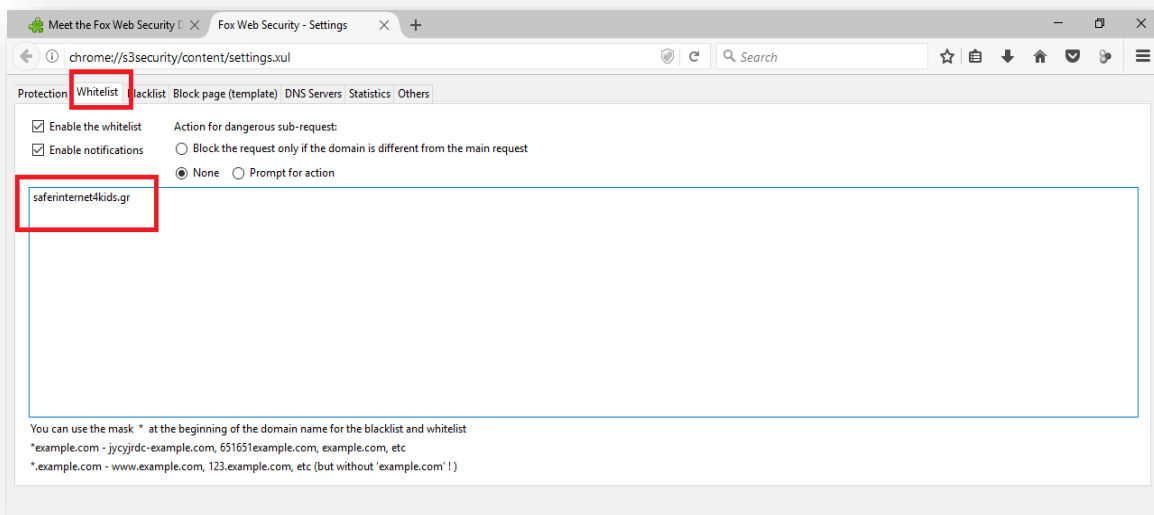 Meet the Fox Web Security D
Fox Web Security - Settings
chrome://s3security/content/settings.xul
Search
Protection Whitelist Blacklist Block page (template) DNS Servers Statistics Others
Enable the whitelist Action for dangerous sub-request:
Enable notifications Block the request only if the domain is different from the main request
None Prompt for action
saferinternet4kids.gr
You can use the mask * at the beginning of the domain name for the blacklist and whitelist
*example.com - jycyjrdc-example.com, 651651example.com, example.com, etc
*.example.com - www.example.com, 123.example.com, etc (but without 'example.com' ! )